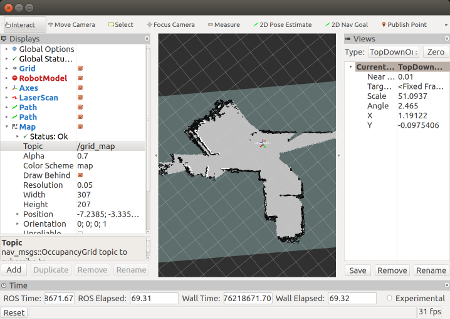 Interact Move Camera Select Focus Camera Measure 2D Pose Estimate 2D Nav Goal Publish Point
Displays
Global Options
Global Statu...
Grid
RobotModel
Axes
LaserScan
Path
Path
Map
Status: Ok
Topic /grid_map
Alpha 0.7
Color Scheme map
Draw Behind
Resolution 0.05
Width 307
Height 207
Position -7.2385; -3.335...
Orientation 0; 0; 0; 1
Unreliable
Topic
nav_msgs::OccupancyGrid topic to
Add Duplicate Remove Rename
Views
Type: TopDownOr Zero
Current... TopDown...
Near ... 0.01
Targ... <Fixed Fra...
Scale 51.0937
Angle 2.465
X 1.19122
Y -0.0975406
Save Remove Rename
Time
ROS Time: 8671.67 ROS Elapsed: 69.31 Wall Time: 76218671.70 Wall Elapsed: 69.32 Experimental
Reset 31 fps